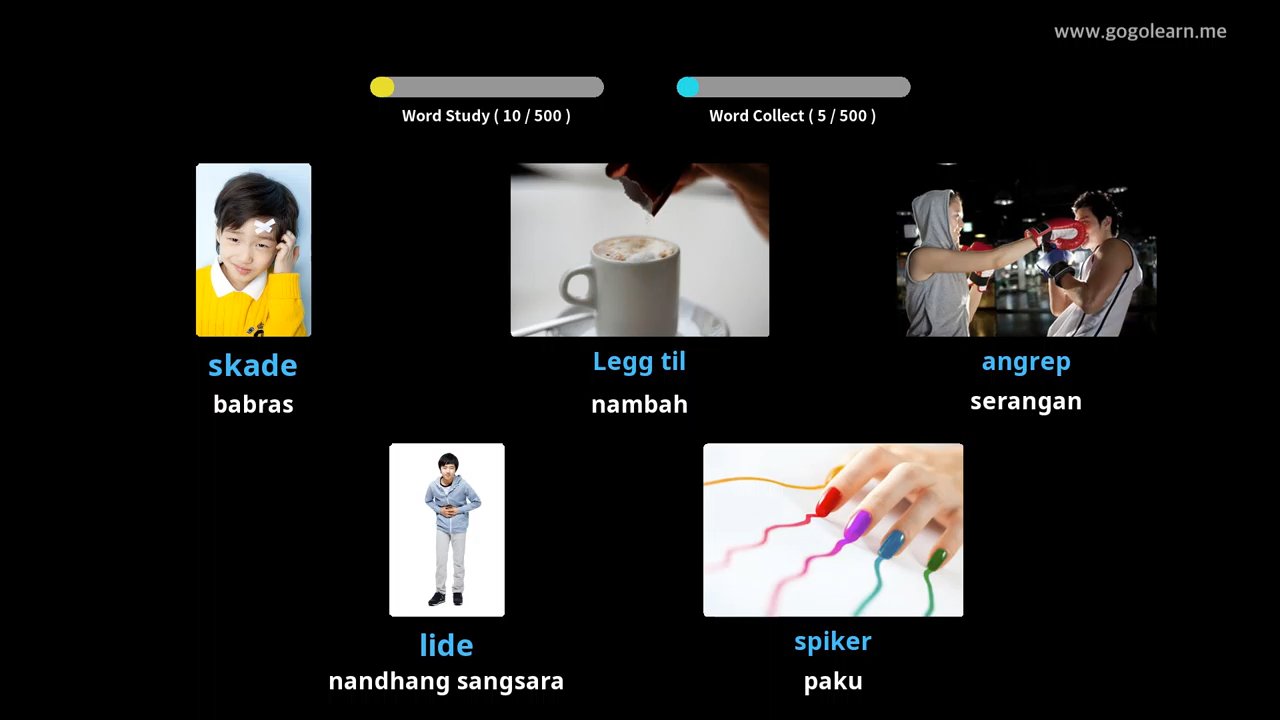 www.gogolearn.me
Word Study ( 10 / 500 )
Word Collect ( 5 / 500 )
skade
babras
Legg til
nambah
angrep
serangan
lide
nandhang sangsara
spiker
paku